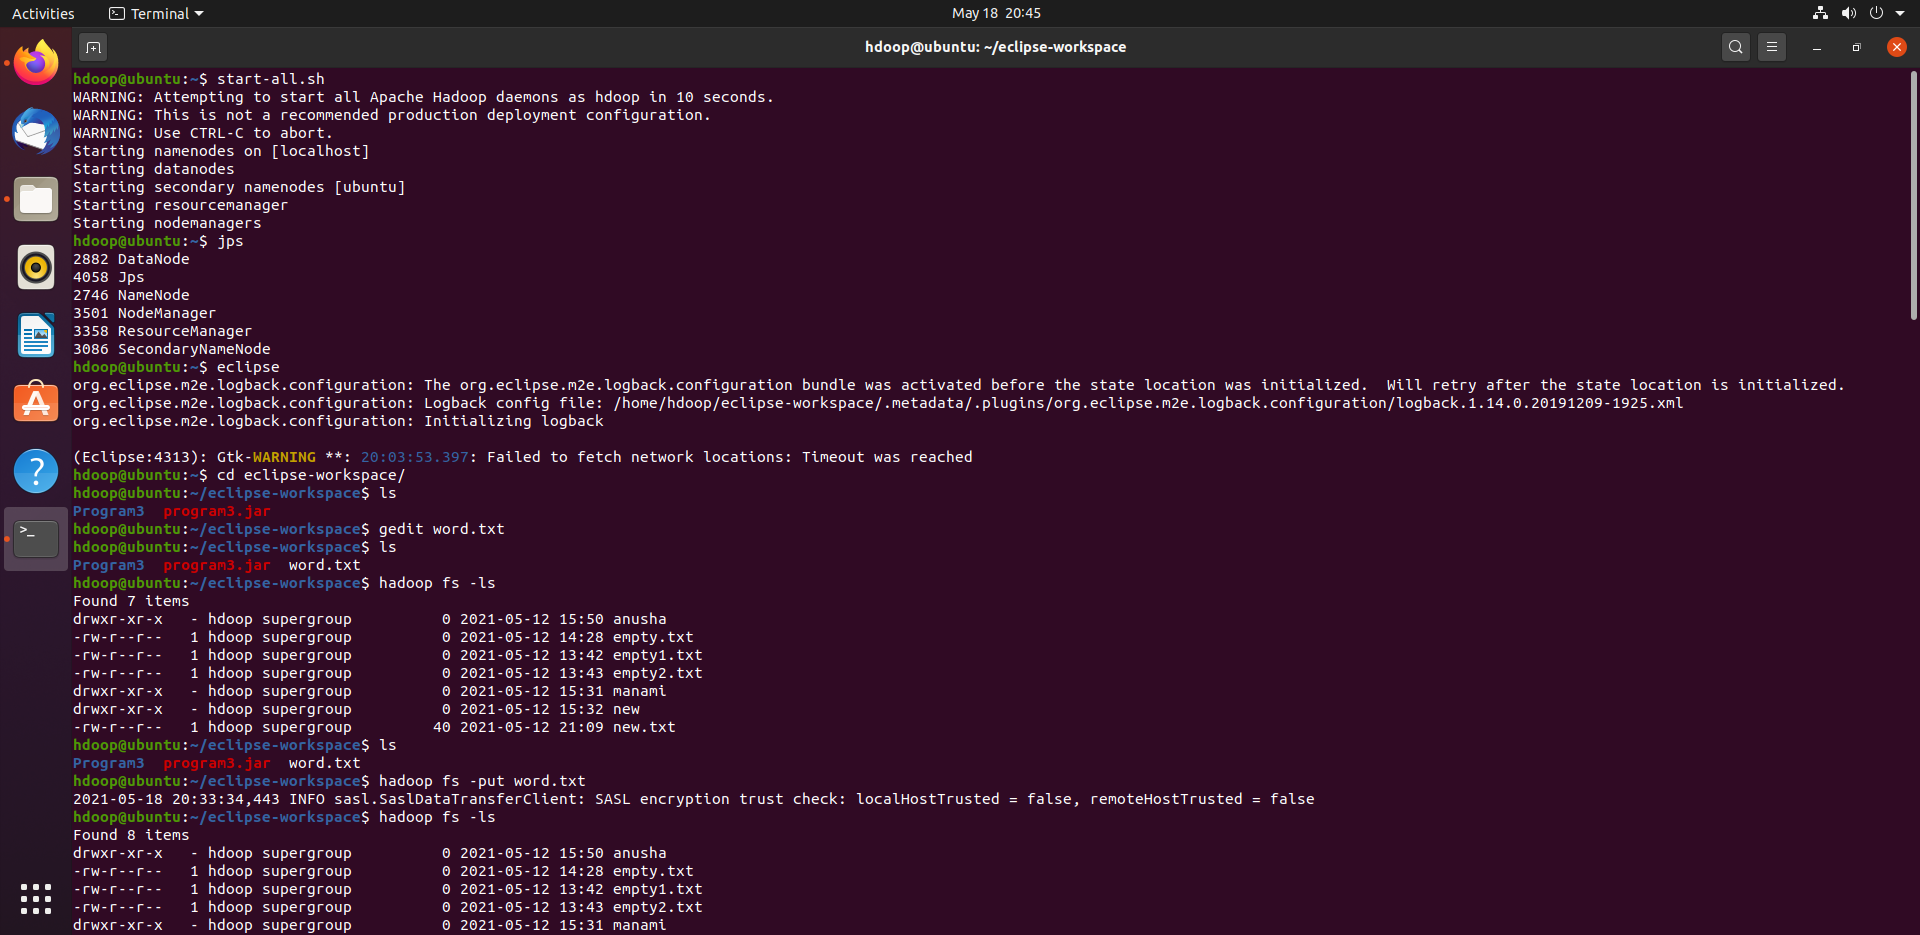 Activities
Terminal
May 18  20:45
hdoop@ubuntu: ~/eclipse-workspace
hdoop@ubuntu:~$ start-all.sh
WARNING: Attempting to start all Apache Hadoop daemons as hdoop in 10 seconds.
WARNING: This is not a recommended production deployment configuration.
WARNING: Use CTRL-C to abort.
Starting namenodes on [localhost]
Starting datanodes
Starting secondary namenodes [ubuntu]
Starting resourcemanager
Starting nodemanagers
hdoop@ubuntu:~$ jps
2882 DataNode
4058 Jps
2746 NameNode
3501 NodeManager
3358 ResourceManager
3086 SecondaryNameNode
hdoop@ubuntu:~$ eclipse
org.eclipse.m2e.logback.configuration: The org.eclipse.m2e.logback.configuration bundle was activated before the state location was initialized.  Will retry after the state location is initialized.
org.eclipse.m2e.logback.configuration: Logback config file: /home/hdoop/eclipse-workspace/.metadata/.plugins/org.eclipse.m2e.logback.configuration/logback.1.14.0.20191209-1925.xml
org.eclipse.m2e.logback.configuration: Initializing logback
(Eclipse:4313): Gtk-WARNING **: 20:03:53.397: Failed to fetch network locations: Timeout was reached
hdoop@ubuntu:~$ cd eclipse-workspace/
hdoop@ubuntu:~/eclipse-workspace$ ls
Program3  program3.jar
hdoop@ubuntu:~/eclipse-workspace$ gedit word.txt
hdoop@ubuntu:~/eclipse-workspace$ ls
Program3  program3.jar  word.txt
hdoop@ubuntu:~/eclipse-workspace$ hadoop fs -ls
Found 7 items
drwxr-xr-x   - hdoop supergroup          0 2021-05-12 15:50 anusha
-rw-r--r--   1 hdoop supergroup          0 2021-05-12 14:28 empty.txt
-rw-r--r--   1 hdoop supergroup          0 2021-05-12 13:42 empty1.txt
-rw-r--r--   1 hdoop supergroup          0 2021-05-12 13:43 empty2.txt
drwxr-xr-x   - hdoop supergroup          0 2021-05-12 15:31 manami
drwxr-xr-x   - hdoop supergroup          0 2021-05-12 15:32 new
-rw-r--r--   1 hdoop supergroup         40 2021-05-12 21:09 new.txt
hdoop@ubuntu:~/eclipse-workspace$ ls
Program3  program3.jar  word.txt
hdoop@ubuntu:~/eclipse-workspace$ hadoop fs -put word.txt
2021-05-18 20:33:34,443 INFO sasl.SaslDataTransferClient: SASL encryption trust check: localHostTrusted = false, remoteHostTrusted = false
hdoop@ubuntu:~/eclipse-workspace$ hadoop fs -ls
Found 8 items
drwxr-xr-x   - hdoop supergroup          0 2021-05-12 15:50 anusha
-rw-r--r--   1 hdoop supergroup          0 2021-05-12 14:28 empty.txt
-rw-r--r--   1 hdoop supergroup          0 2021-05-12 13:42 empty1.txt
-rw-r--r--   1 hdoop supergroup          0 2021-05-12 13:43 empty2.txt
drwxr-xr-x   - hdoop supergroup          0 2021-05-12 15:31 manami